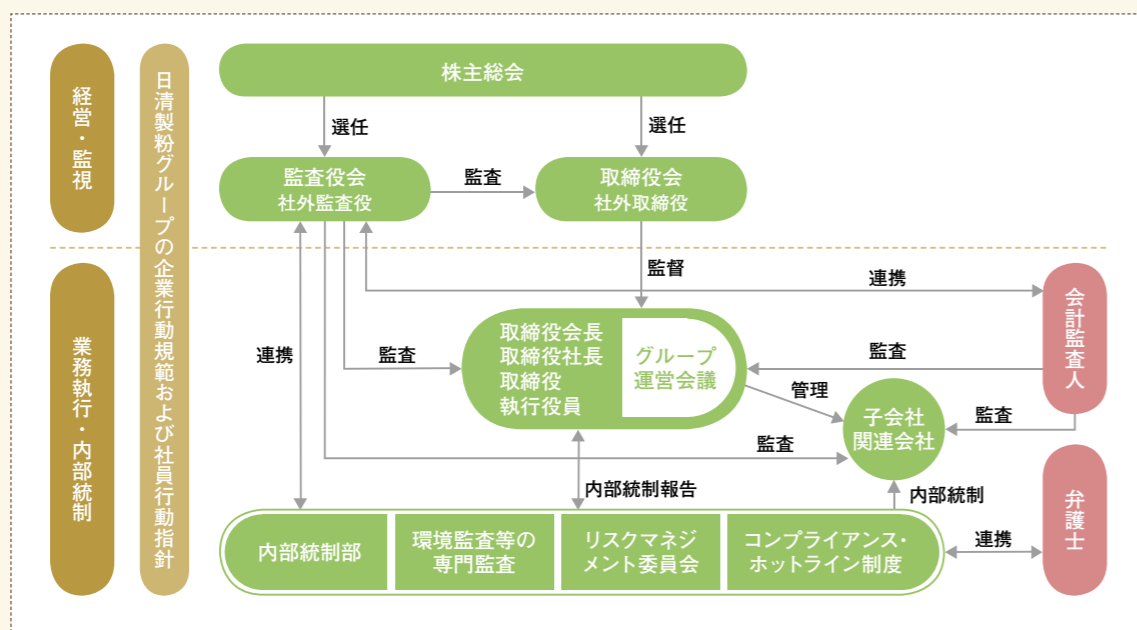 経営・監視
業務執行・内部統制
日清製粉グループの企業行動規範および社員行動指針
株主総会
選任
選任
監査役会
社外監査役
監査
取締役会
社外取締役
監督
連携
会計監査人
連携
監査
取締役会長
取締役社長
取締役
執行役員
グループ
運営会議
監査
管理
子会社
関連会社
監査
監査
内部統制報告
内部統制
内部統制部
環境監査等の
専門監査
リスクマネジ
メント委員会
コンプライアンス・
ホットライン制度
連携
弁護士